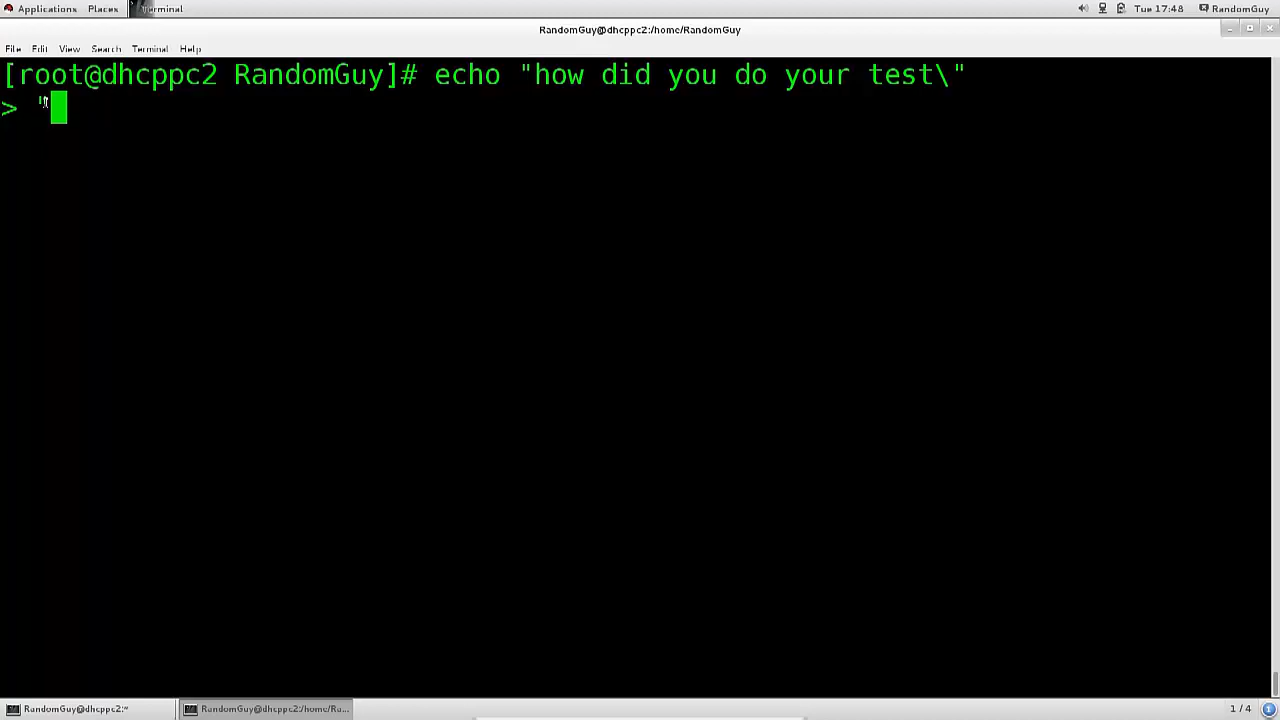 Applications Places Terminal Tue 17:48 RandomGuy
RandomGuy@dhcppc2:/home/RandomGuy
File Edit View Search Terminal Help
[root@dhcppc2 RandomGuy]# echo "how did you do your test\"
> "
RandomGuy@dhcppc2:~ RandomGuy@dhcppc2:/home/Ra... 1 / 4 1